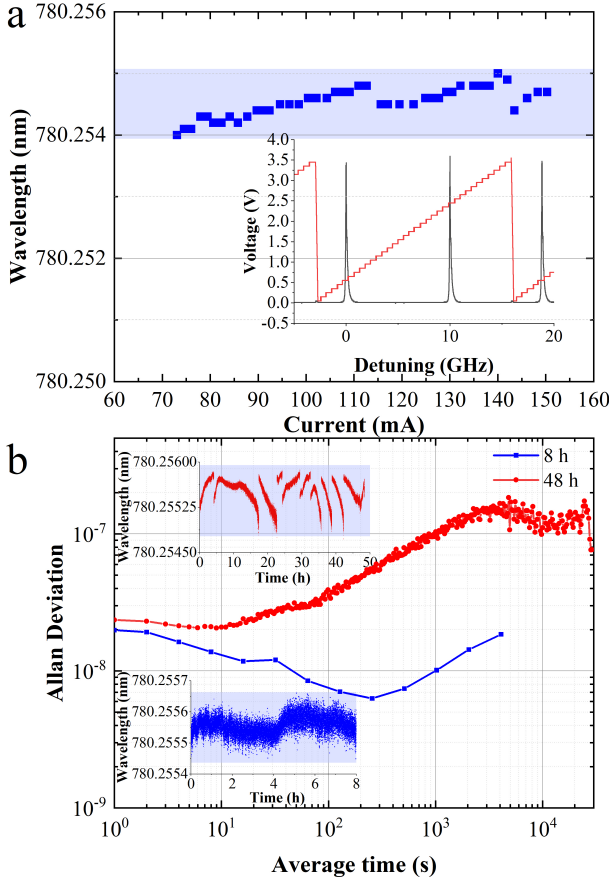 a
780.256
780.254
780.252
780.250
Wavelength (nm)
4.0
3.5
3.0
2.5
2.0
1.5
1.0
0.5
0.0
-0.5
Voltage (V)
0 10 20
Detuning (GHz)
60 70 80 90 100 110 120 130 140 150 160
Current (mA)
b
8 h
48 h
10^-7
10^-8
10^-9
Allan Deviation
780.25600
780.25525
780.25450
Wavelength (nm)
0 10 20 30 40 50
Time (h)
780.2557
780.2556
780.2555
780.2554
Wavelength (nm)
0 2 4 6 8
Time (h)
10^0 10^1 10^2 10^3 10^4
Average time (s)